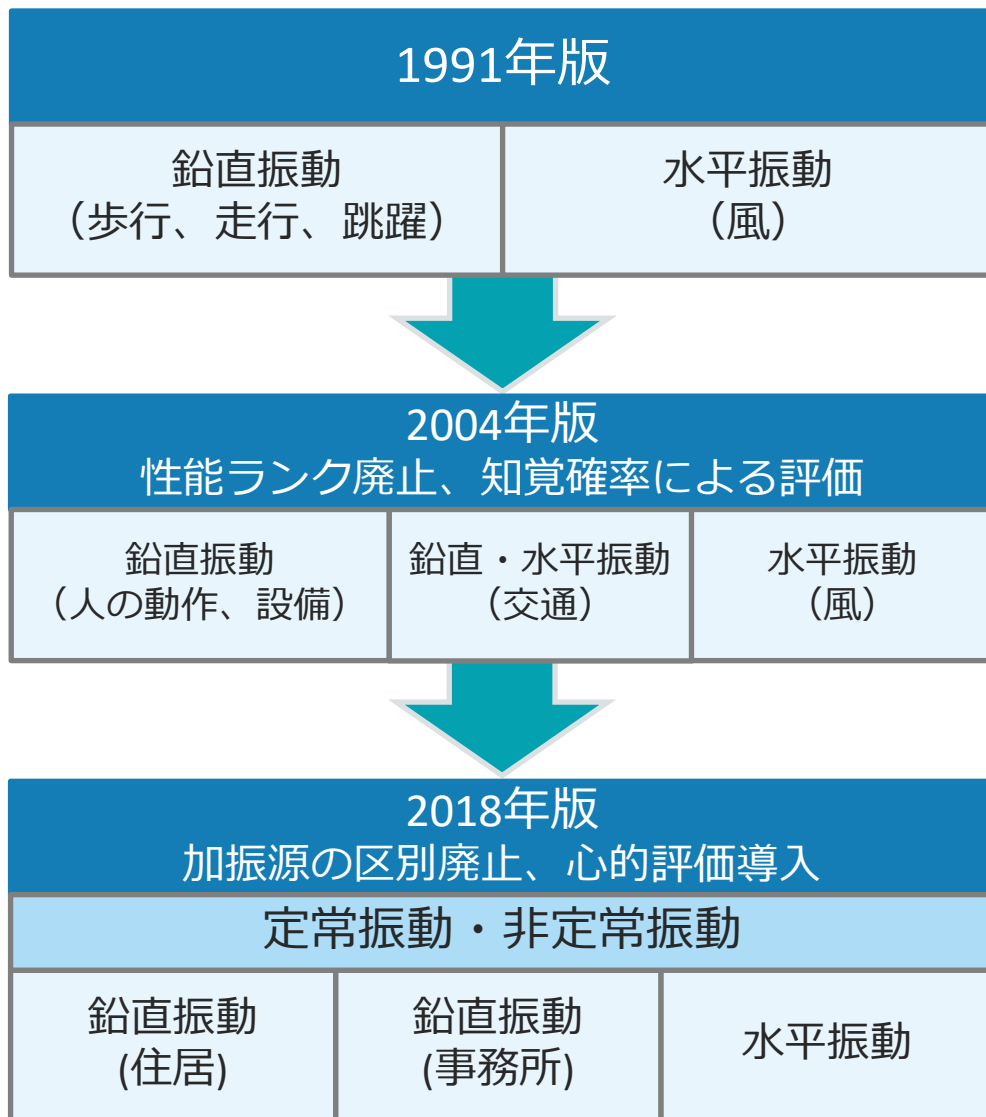 1991年版
鉛直振動
（歩行、走行、跳躍）
水平振動
（風）
2004年版
性能ランク廃止、知覚確率による評価
鉛直振動
（人の動作、設備）
鉛直・水平振動
（交通）
水平振動
（風）
2018年版
加振源の区別廃止、心的評価導入
定常振動・非定常振動
鉛直振動
(住居)
鉛直振動
(事務所)
水平振動